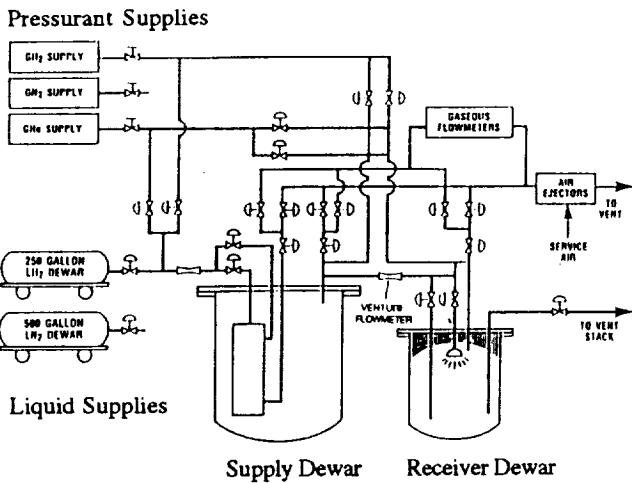 Pressurant Supplies
GH₂ SUPPLY
GN₂ SUPPLY
GHe SUPPLY
GASEOUS
FLOWMETERS
AIR
EJECTORS
TO
VENT
SERVICE
AIR
250 GALLON
LH₂ DEWAR
VENTURI
FLOWMETER
500 GALLON
LN₂ DEWAR
TO VENT
STACK
Liquid Supplies
Supply Dewar
Receiver Dewar